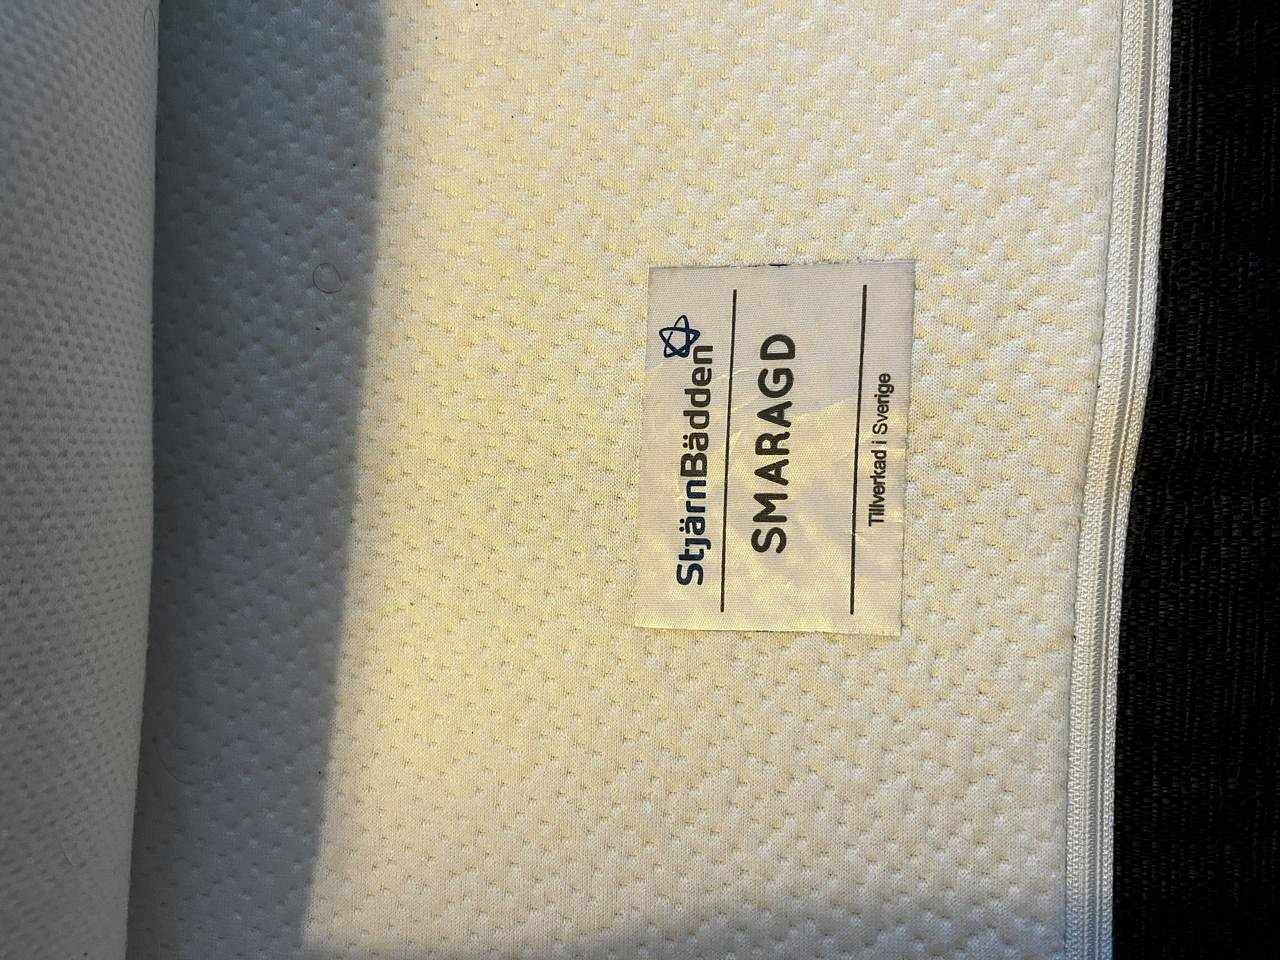 StjärnBädden
SMARAGD
Tillverkad i Sverige